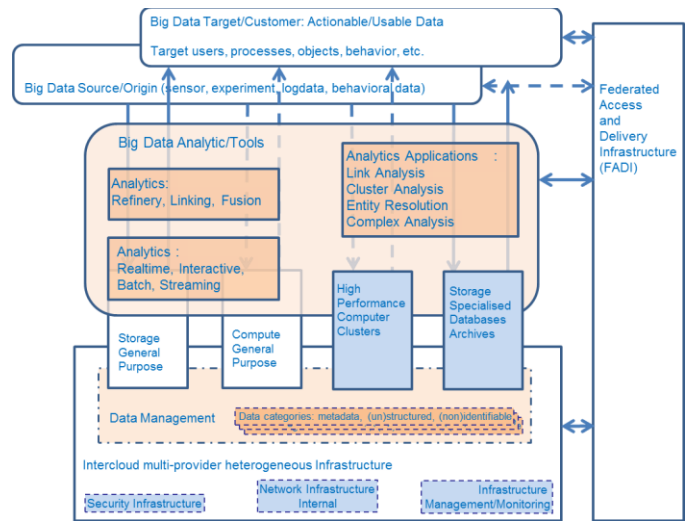 Big Data Target/Customer: Actionable/Usable Data
Target users, processes, objects, behavior, etc.
Big Data Source/Origin (sensor, experiment, logdata, behavioral data)
Federated
Access
and
Delivery
Infrastructure
(FADI)
Big Data Analytic/Tools
Analytics:
Refinery, Linking, Fusion
Analytics Applications :
Link Analysis
Cluster Analysis
Entity Resolution
Complex Analysis
Analytics :
Realtime, Interactive,
Batch, Streaming
Storage
General
Purpose
Compute
General
Purpose
High
Performance
Computer
Clusters
Storage
Specialised
Databases
Archives
Data Management
Data categories: metadata, (un)structured, (non)identifiable
Intercloud multi-provider heterogeneous Infrastructure
Security Infrastructure
Network Infrastructure
Internal
Infrastructure
Management/Monitoring